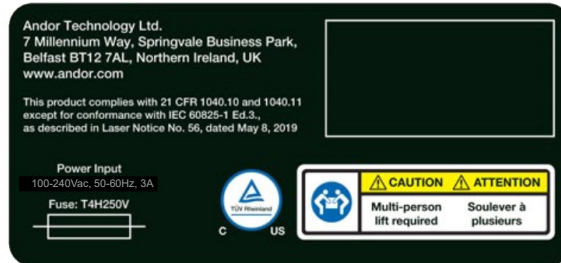 Andor Technology Ltd.
7 Millennium Way, Springvale Business Park,
Belfast BT12 7AL, Northern Ireland, UK
www.andor.com
This product complies with 21 CFR 1040.10 and 1040.11
except for conformance with IEC 60825-1 Ed.3.,
as described in Laser Notice No. 56, dated May 8, 2019
Power Input
100-240Vac, 50-60Hz, 3A
Fuse: T4H250V
TÜV Rheinland
C US
CAUTION ATTENTION
Multi-person Soulever à
lift required plusieurs